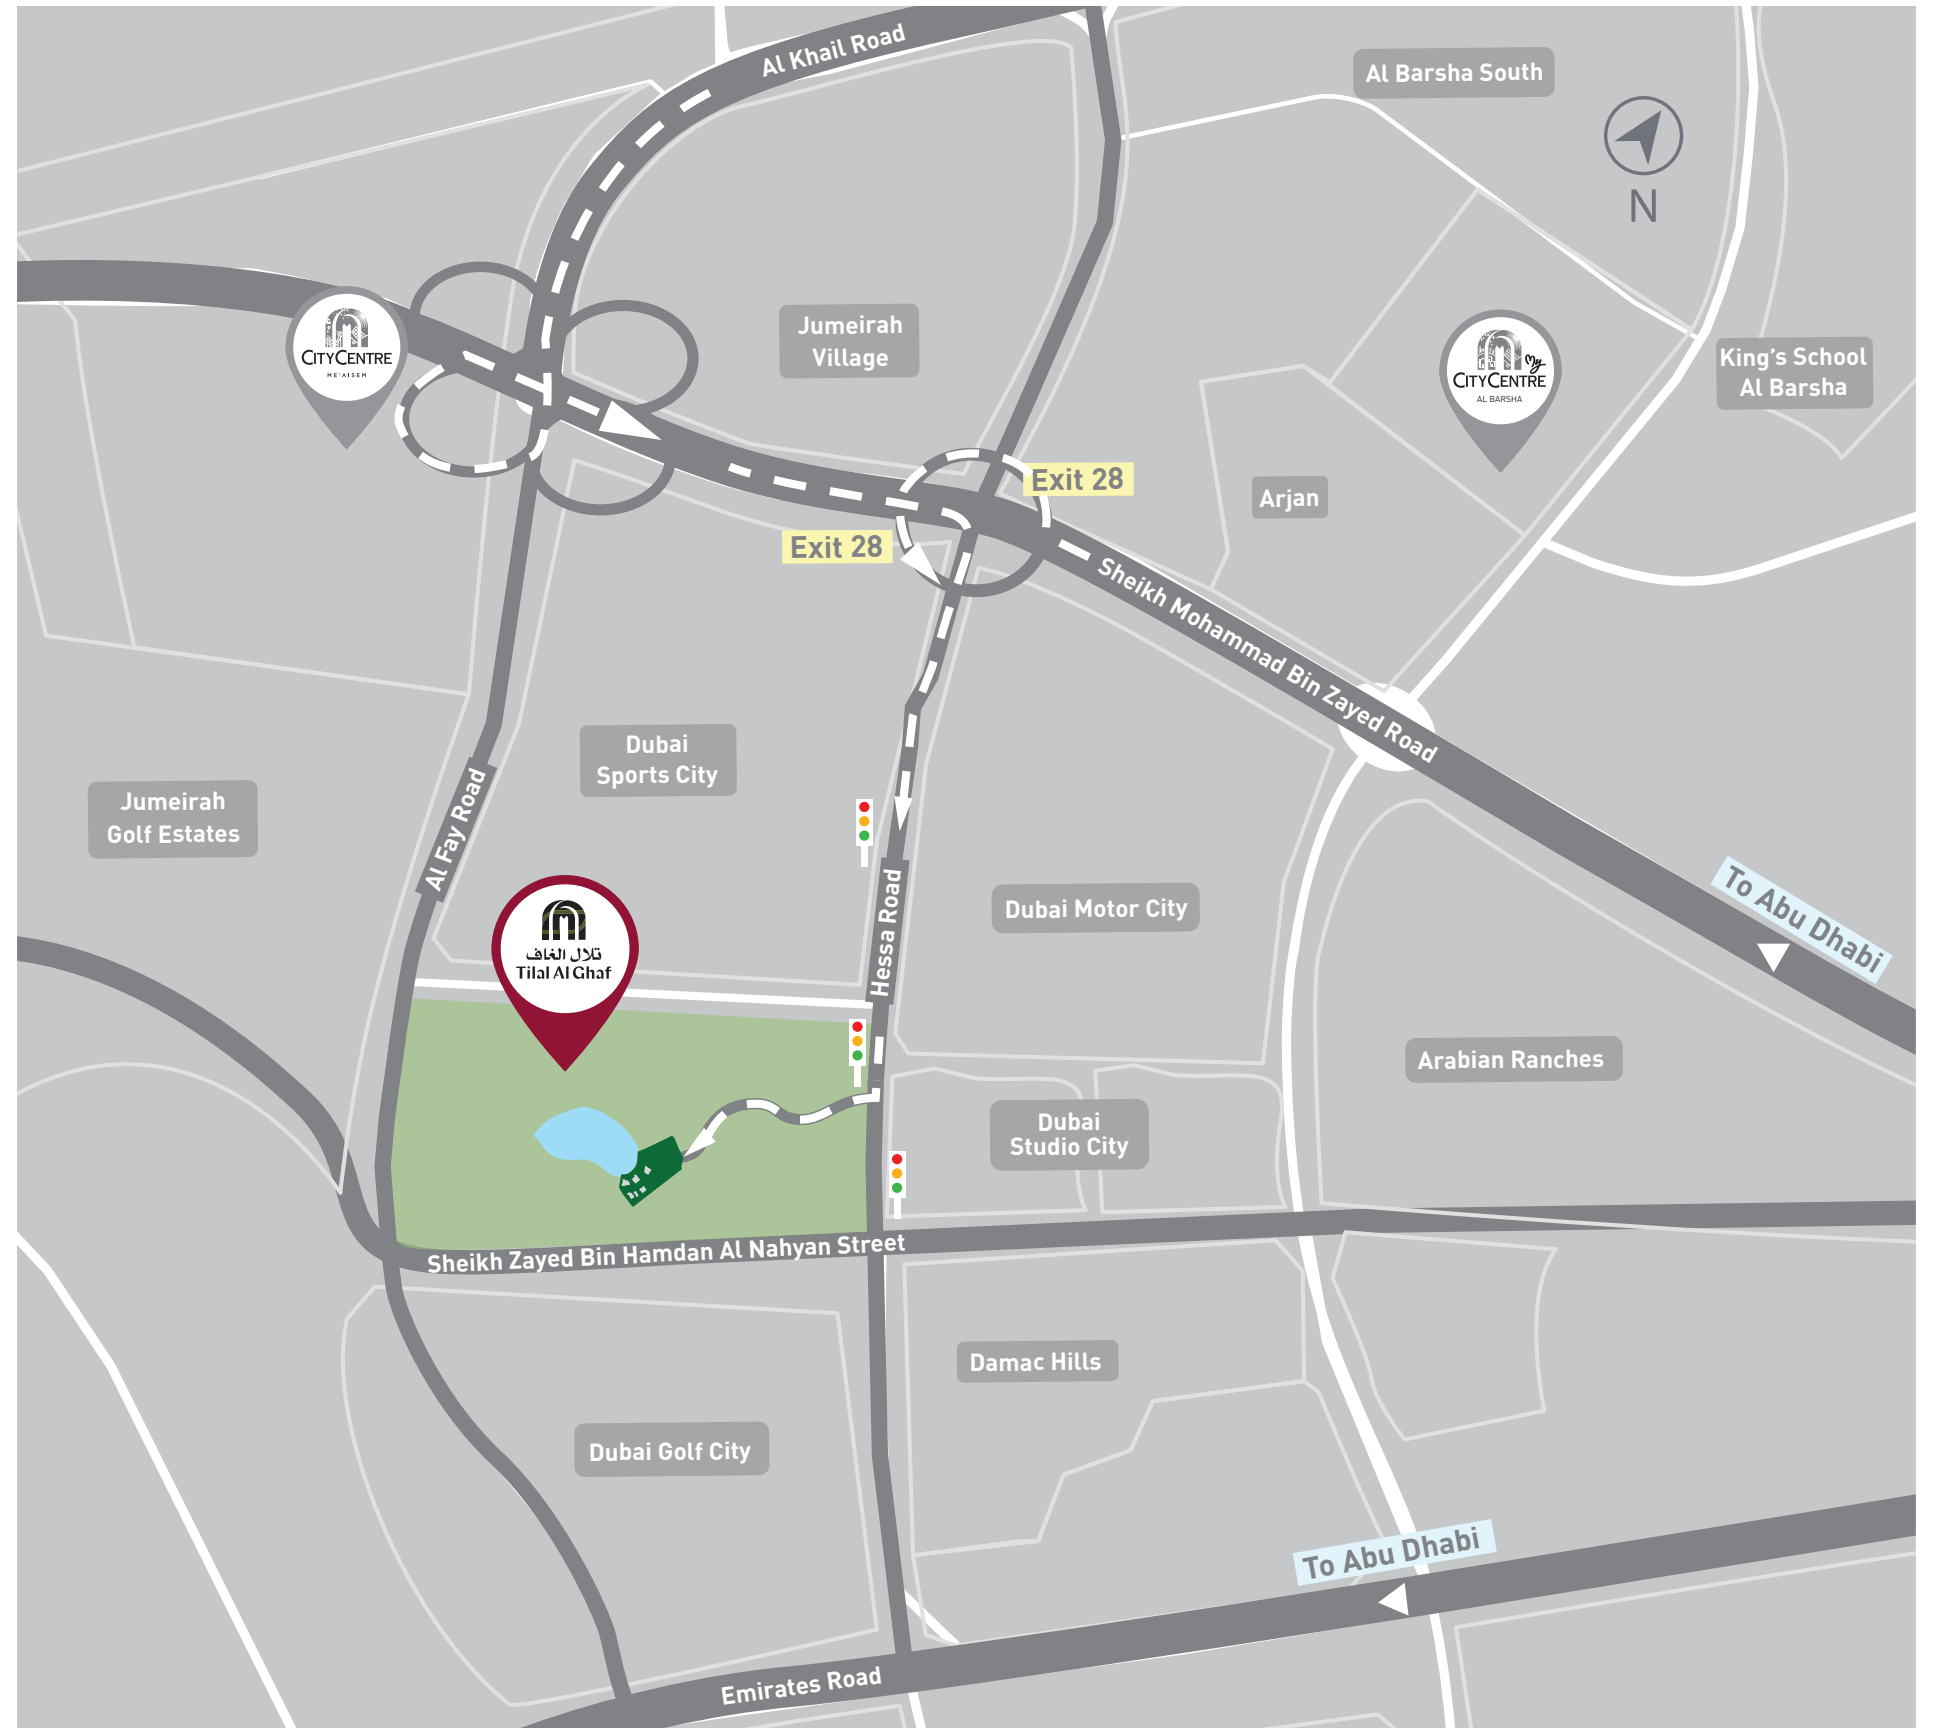 Al Khail Road
Al Barsha South
N
Jumeirah
Village
CITY CENTRE
ME'AISEM
My
CITY CENTRE
AL BARSHA
King's School
Al Barsha
Exit 28
Arjan
Exit 28
Sheikh Mohammad Bin Zayed Road
Dubai
Sports City
Jumeirah
Golf Estates
Al Fay Road
To Abu Dhabi
Hessa Road
Dubai Motor City
تلال الغاف
Tilal Al Ghaf
Arabian Ranches
Dubai
Studio City
Sheikh Zayed Bin Hamdan Al Nahyan Street
Damac Hills
Dubai Golf City
To Abu Dhabi
Emirates Road